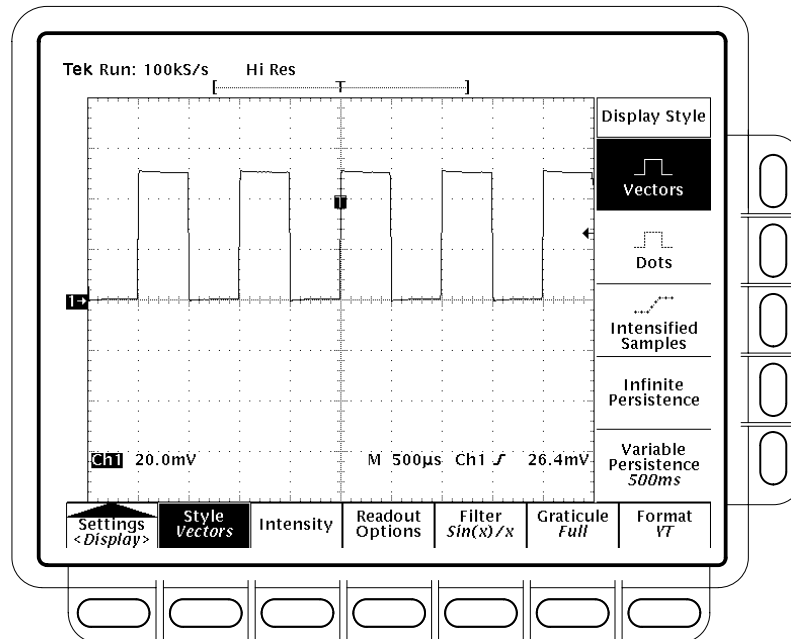 Tek Run: 100kS/s Hi Res
[ T ]
Display Style
Vectors
T
Dots
1→
Intensified
Samples
Infinite
Persistence
Ch1 20.0mV M 500µs Ch1 26.4mV
Variable
Persistence
500ms
Settings
<Display>
Style
Vectors
Intensity
Readout
Options
Filter
Sin(x)/x
Graticule
Full
Format
YT